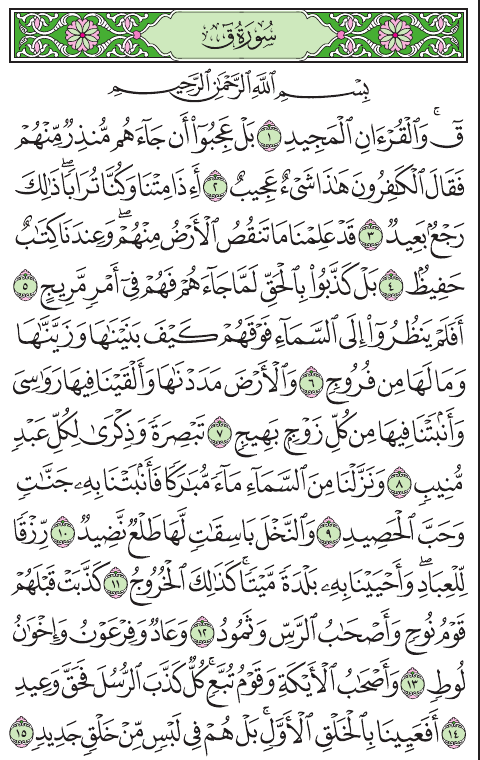 سُورَةُ قٓ
بِسْمِ ٱللَّهِ ٱلرَّحْمَٰنِ ٱلرَّحِيمِ
قٓۚ وَٱلْقُرْءَانِ ٱلْمَجِيدِ ١ بَلْ عَجِبُوٓا۟ أَن جَآءَهُم مُّنذِرٌ مِّنْهُمْ
فَقَالَ ٱلْكَٰفِرُونَ هَٰذَا شَىْءٌ عَجِيبٌ ٢ أَءِذَا مِتْنَا وَكُنَّا تُرَابًاۖ ذَٰلِكَ
رَجْعٌۢ بَعِيدٌ ٣ قَدْ عَلِمْنَا مَا تَنقُصُ ٱلْأَرْضُ مِنْهُمْۖ وَعِندَنَا كِتَٰبٌ
حَفِيظٌۢ ٤ بَلْ كَذَّبُوا۟ بِٱلْحَقِّ لَمَّا جَآءَهُمْ فَهُمْ فِىٓ أَمْرٍ مَّرِيجٍ ٥
أَفَلَمْ يَنظُرُوٓا۟ إِلَى ٱلسَّمَآءِ فَوْقَهُمْ كَيْفَ بَنَيْنَٰهَا وَزَيَّنَّٰهَا
وَمَا لَهَا مِن فُرُوجٍ ٦ وَٱلْأَرْضَ مَدَدْنَٰهَا وَأَلْقَيْنَا فِيهَا رَوَٰسِىَ
وَأَنۢبَتْنَا فِيهَا مِن كُلِّ زَوْجٍۭ بَهِيجٍ ٧ تَبْصِرَةً وَذِكْرَىٰ لِكُلِّ عَبْدٍ
مُّنِيبٍ ٨ وَنَزَّلْنَا مِنَ ٱلسَّمَآءِ مَآءً مُّبَٰرَكًا فَأَنۢبَتْنَا بِهِۦ جَنَّٰتٍ
وَحَبَّ ٱلْحَصِيدِ ٩ وَٱلنَّخْلَ بَاسِقَٰتٍ لَّهَا طَلْعٌ نَّضِيدٌ ١٠ رِّزْقًا
لِّلْعِبَادِۖ وَأَحْيَيْنَا بِهِۦ بَلْدَةً مَّيْتًاۚ كَذَٰلِكَ ٱلْخُرُوجُ ١١ كَذَّبَتْ قَبْلَهُمْ
قَوْمُ نُوحٍ وَأَصْحَٰبُ ٱلرَّسِّ وَثَمُودُ ١٢ وَعَادٌ وَفِرْعَوْنُ وَإِخْوَٰنُ
لُوطٍ ١٣ وَأَصْحَٰبُ ٱلْأَيْكَةِ وَقَوْمُ تُبَّعٍۚ كُلٌّ كَذَّبَ ٱلرُّسُلَ فَحَقَّ وَعِيدِ
١٤ أَفَعَيِينَا بِٱلْخَلْقِ ٱلْأَوَّلِۚ بَلْ هُمْ فِى لَبْسٍ مِّنْ خَلْقٍ جَدِيدٍ ١٥